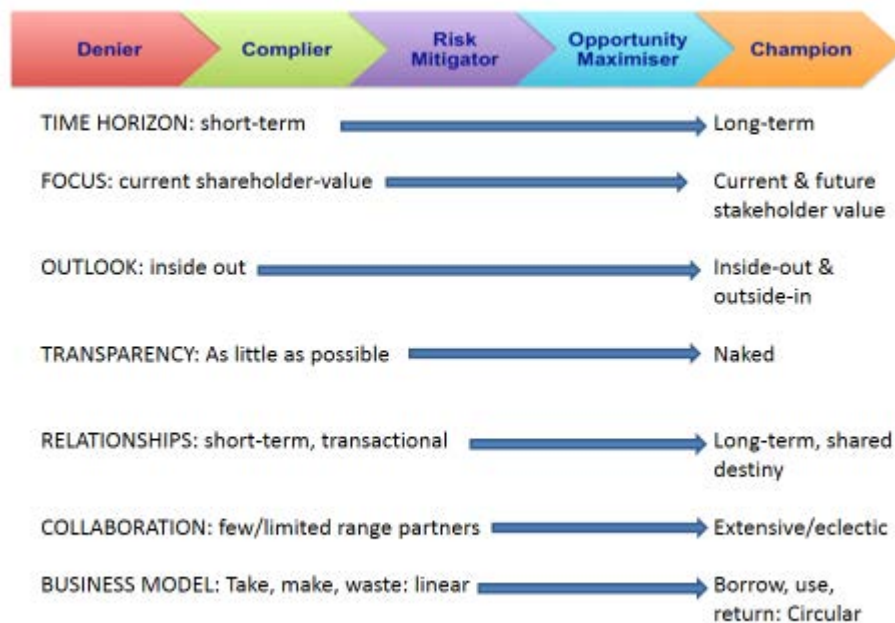 Denier
Complier
Risk
Mitigator
Opportunity
Maximiser
Champion
TIME HORIZON: short-term
Long-term
FOCUS: current shareholder-value
Current & future
stakeholder value
OUTLOOK: inside out
Inside-out &
outside-in
TRANSPARENCY: As little as possible
Naked
RELATIONSHIPS: short-term, transactional
Long-term, shared
destiny
COLLABORATION: few/limited range partners
Extensive/eclectic
BUSINESS MODEL: Take, make, waste: linear
Borrow, use,
return: Circular